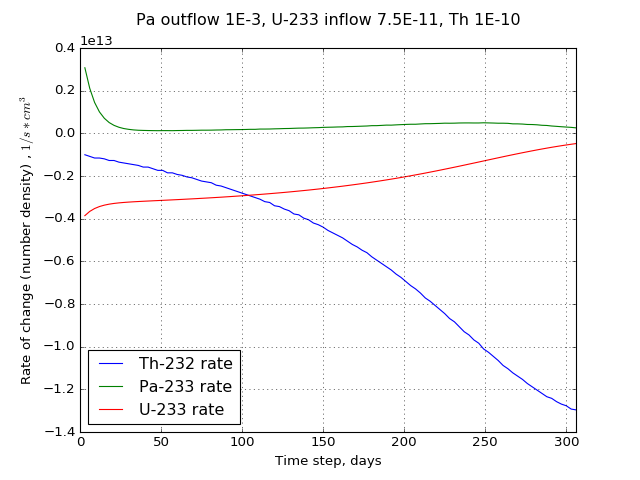 Pa outflow 1E-3, U-233 inflow 7.5E-11, Th 1E-10
1e13
0.4
0.2
0.0
−0.2
−0.4
−0.6
−0.8
−1.0
−1.2
−1.4
Rate of change (number density) , 1/s * cm³
Th-232 rate
Pa-233 rate
U-233 rate
0 50 100 150 200 250 300
Time step, days